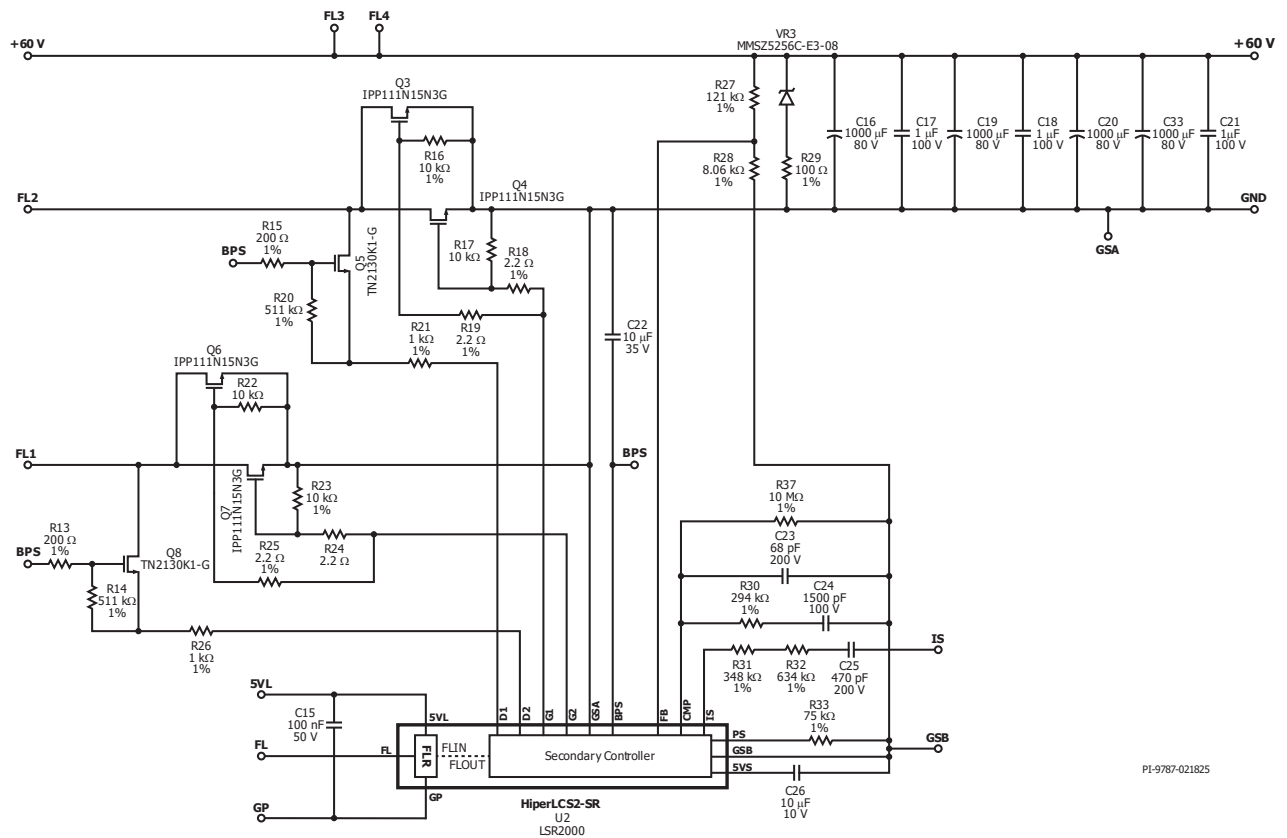 FL3
FL4
+60 V
VR3
MMSZ5256C-E3-08
+60 V
Q3
IPP111N15N3G
R27
121 kΩ
1%
C16
1000 µF
80 V
C17
1 µF
100 V
C19
1000 µF
80 V
C18
1 µF
100 V
C20
1000 µF
80 V
C33
1000 µF
80 V
C21
1µF
100 V
R16
10 kΩ
1%
R28
8.06 kΩ
1%
R29
100 Ω
1%
Q4
IPP111N15N3G
FL2
GND
GSA
R15
200 Ω
1%
BPS
Q5
TN2130K1-G
R17
10 kΩ
R18
2.2 Ω
1%
R20
511 kΩ
1%
R21
1 kΩ
1%
R19
2.2 Ω
1%
C22
10 µF
35 V
Q6
IPP111N15N3G
R22
10 kΩ
FL1
BPS
Q7
IPP111N15N3G
R23
10 kΩ
1%
R37
10 MΩ
1%
R13
200 Ω
1%
BPS
Q8
TN2130K1-G
R25
2.2 Ω
1%
R24
2.2 Ω
C23
68 pF
200 V
R14
511 kΩ
1%
R30
294 kΩ
1%
C24
1500 pF
100 V
R26
1 kΩ
1%
IS
R31
348 kΩ
1%
R32
634 kΩ
1%
C25
470 pF
200 V
5VL
C15
100 nF
50 V
R33
75 kΩ
1%
5VL
D1
D2
G1
G2
GSA
BPS
FB
CMP
IS
PS
GSB
5VS
GSB
FL
FL
FLR
FLIN
FLOUT
Secondary Controller
GP
GP
C26
10 µF
10 V
HiperLCS2-SR
U2
LSR2000
PI-9787-021825